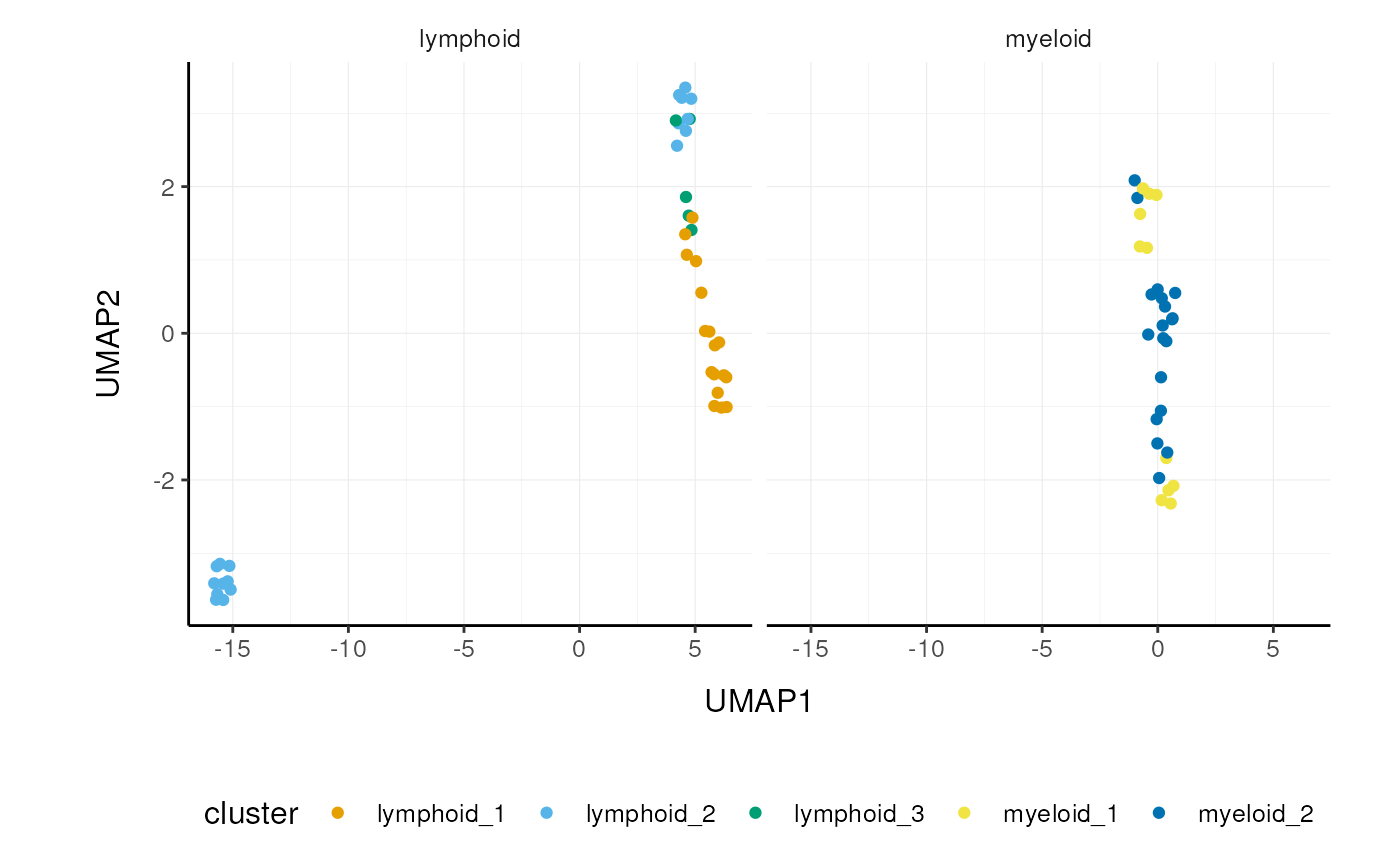 lymphoid myeloid
UMAP2
2
0
-2
-15 -10 -5 0 5 -15 -10 -5 0 5
UMAP1
cluster lymphoid_1 lymphoid_2 lymphoid_3 myeloid_1 myeloid_2